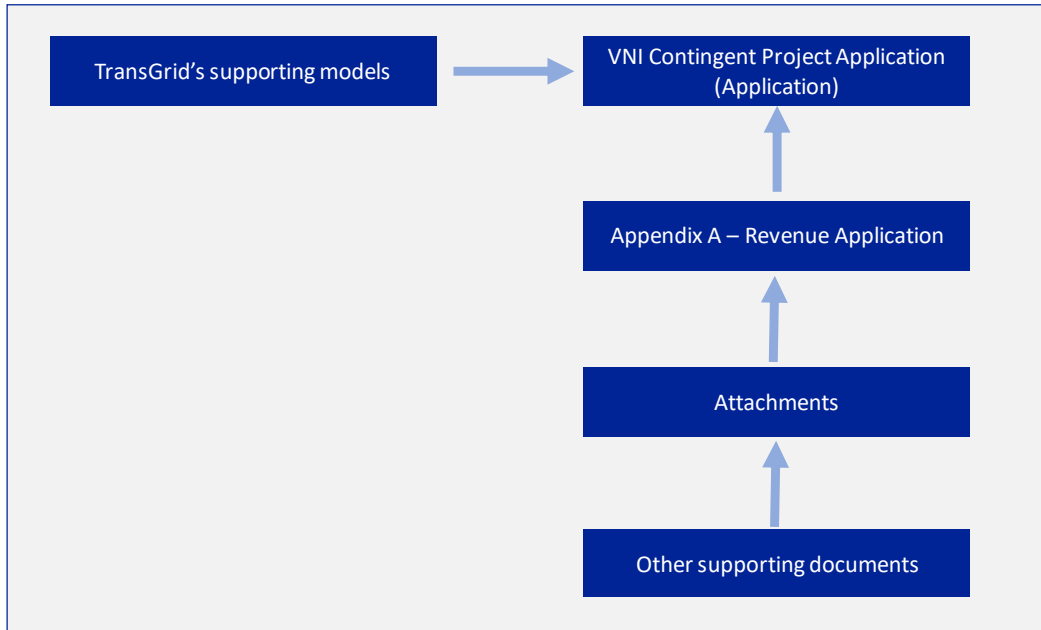 TransGrid's supporting models
VNI Contingent Project Application
(Application)
Appendix A – Revenue Application
Attachments
Other supporting documents